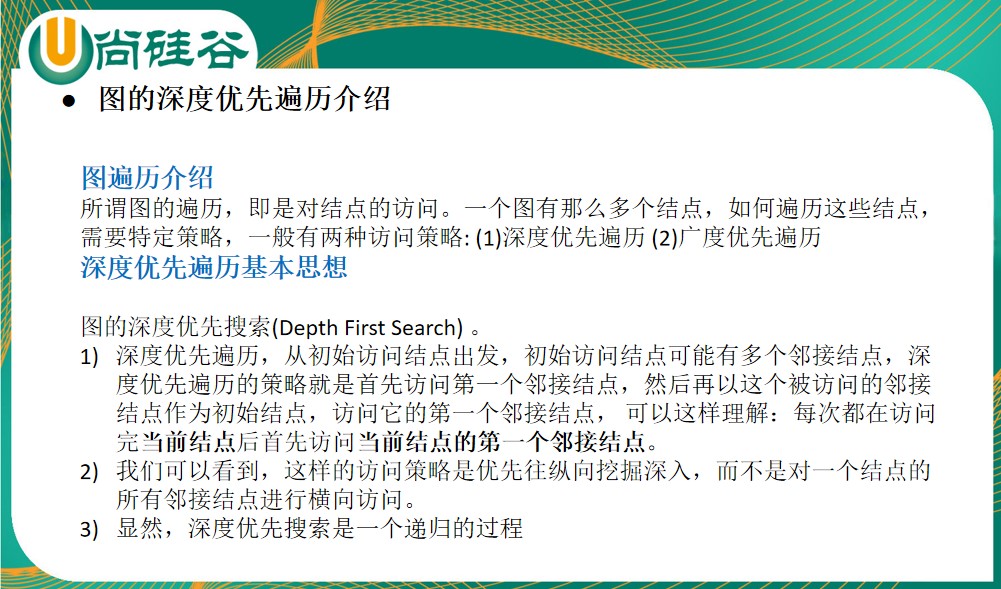 U尚硅谷
● 图的深度优先遍历介绍
图遍历介绍
所谓图的遍历，即是对结点的访问。一个图有那么多个结点，如何遍历这些结点，
需要特定策略，一般有两种访问策略: (1)深度优先遍历 (2)广度优先遍历
深度优先遍历基本思想
图的深度优先搜索(Depth First Search) 。
1) 深度优先遍历，从初始访问结点出发，初始访问结点可能有多个邻接结点，深
度优先遍历的策略就是首先访问第一个邻接结点，然后再以这个被访问的邻接
结点作为初始结点，访问它的第一个邻接结点， 可以这样理解：每次都在访问
完当前结点后首先访问当前结点的第一个邻接结点。
2) 我们可以看到，这样的访问策略是优先往纵向挖掘深入，而不是对一个结点的
所有邻接结点进行横向访问。
3) 显然，深度优先搜索是一个递归的过程